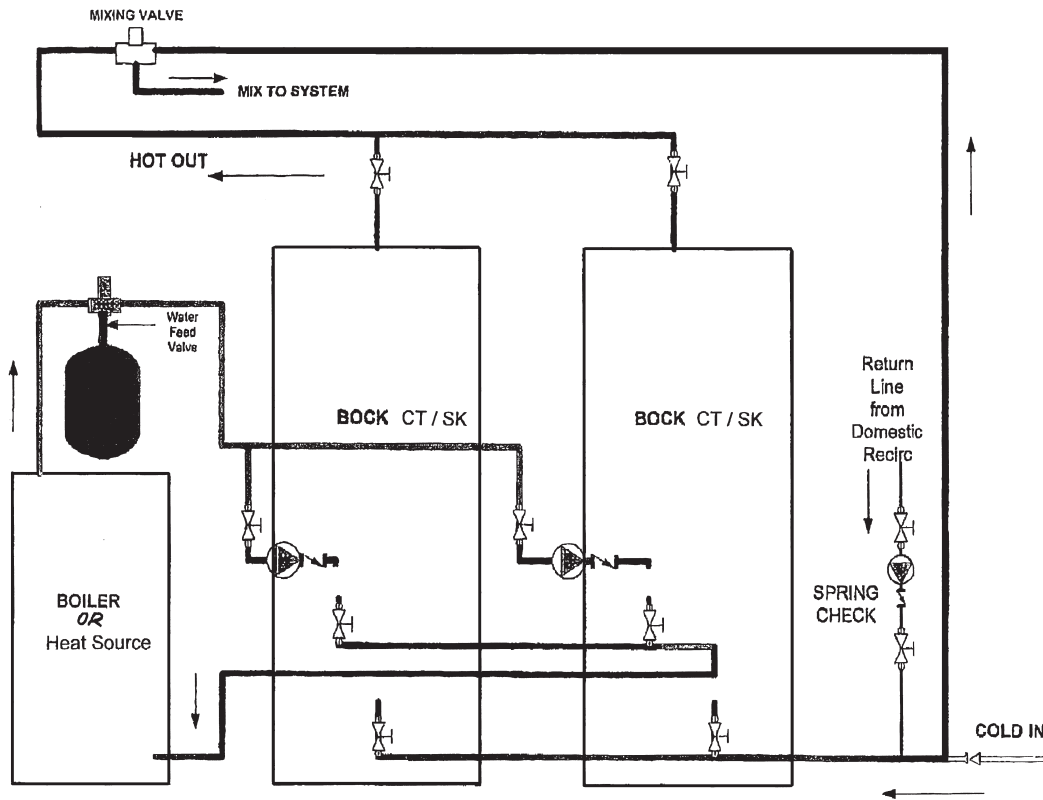 MIXING VALVE
MIX TO SYSTEM
HOT OUT
Water
Feed
Valve
BOCK CT / SK
BOCK CT / SK
Return
Line
from
Domestic
Recirc
BOILER
OR
Heat Source
SPRING
CHECK
COLD IN